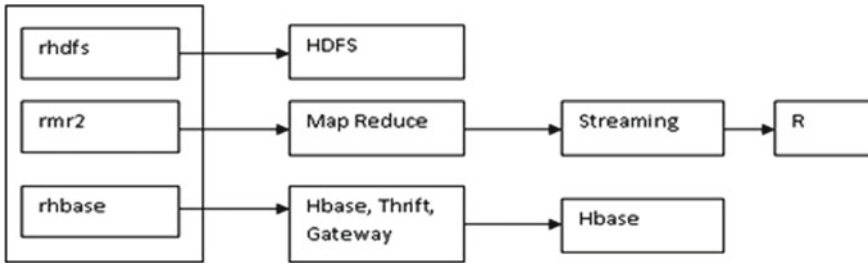 rhdfs
HDFS
rmr2
Map Reduce
Streaming
R
rhbase
Hbase, Thrift,
Gateway
Hbase